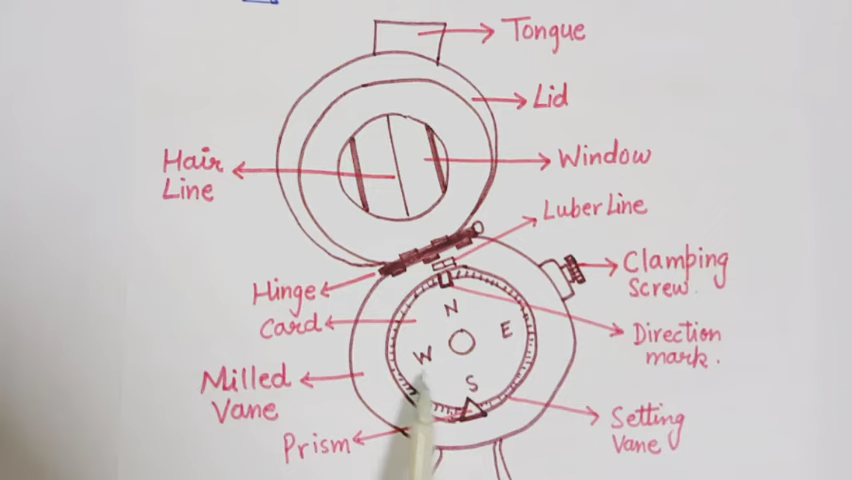 Tongue
Lid
Hair
Line
Window
Luber Line
Clamping
Screw.
Hinge
Card
Direction
mark.
Milled
Vane
Setting
Vane
Prism
N
E
W
S